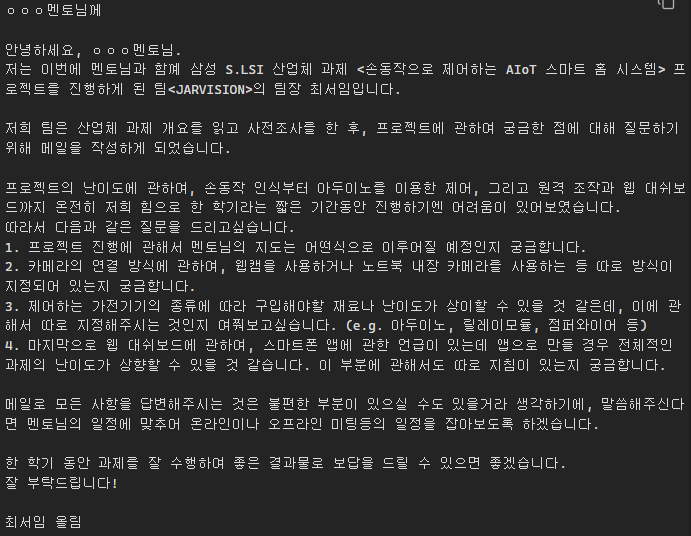 ㅇㅇㅇ멘토님께
안녕하세요, ㅇㅇㅇ멘토님.
저는 이번에 멘토님과 함께 삼성 S.LSI 산업체 과제 <손동작으로 제어하는 AIoT 스마트 홈 시스템> 프
로젝트를 진행하게 된 팀<JARVISION>의 팀장 최서임입니다.
저희 팀은 산업체 과제 개요를 읽고 사전조사를 한 후, 프로젝트에 관하여 궁금한 점에 대해 질문하기
위해 메일을 작성하게 되었습니다.
프로젝트의 난이도에 관하여, 손동작 인식부터 아두이노를 이용한 제어, 그리고 원격 조작과 웹 대쉬보
드까지 온전히 저희 힘으로 한 학기라는 짧은 기간동안 진행하기엔 어려움이 있어보였습니다.
따라서 다음과 같은 질문을 드리고싶습니다.
1. 프로젝트 진행에 관해서 멘토님의 지도는 어떤식으로 이루어질 예정인지 궁금합니다.
2. 카메라의 연결 방식에 관하여, 웹캠을 사용하거나 노트북 내장 카메라를 사용하는 등 따로 방식이
지정되어 있는지 궁금합니다.
3. 제어하는 가전기기의 종류에 따라 구입해야할 재료나 난이도가 상이할 수 있을 것 같은데, 이에 관
해서 따로 지정해주시는 것인지 여쭤보고싶습니다. (e.g. 아두이노, 릴레이모듈, 점퍼와이어 등)
4. 마지막으로 웹 대쉬보드에 관하여, 스마트폰 앱에 관한 언급이 있는데 앱으로 만들 경우 전체적인
과제의 난이도가 상향할 수 있을 것 같습니다. 이 부분에 관해서도 따로 지침이 있는지 궁금합니다.
메일로 모든 사항을 답변해주시는 것은 불편한 부분이 있으실 수도 있을거라 생각하기에, 말씀해주신다
면 멘토님의 일정에 맞추어 온라인이나 오프라인 미팅등의 일정을 잡아보도록 하겠습니다.
한 학기 동안 과제를 잘 수행하여 좋은 결과물로 보답을 드릴 수 있으면 좋겠습니다.
잘 부탁드립니다!
최서임 올림